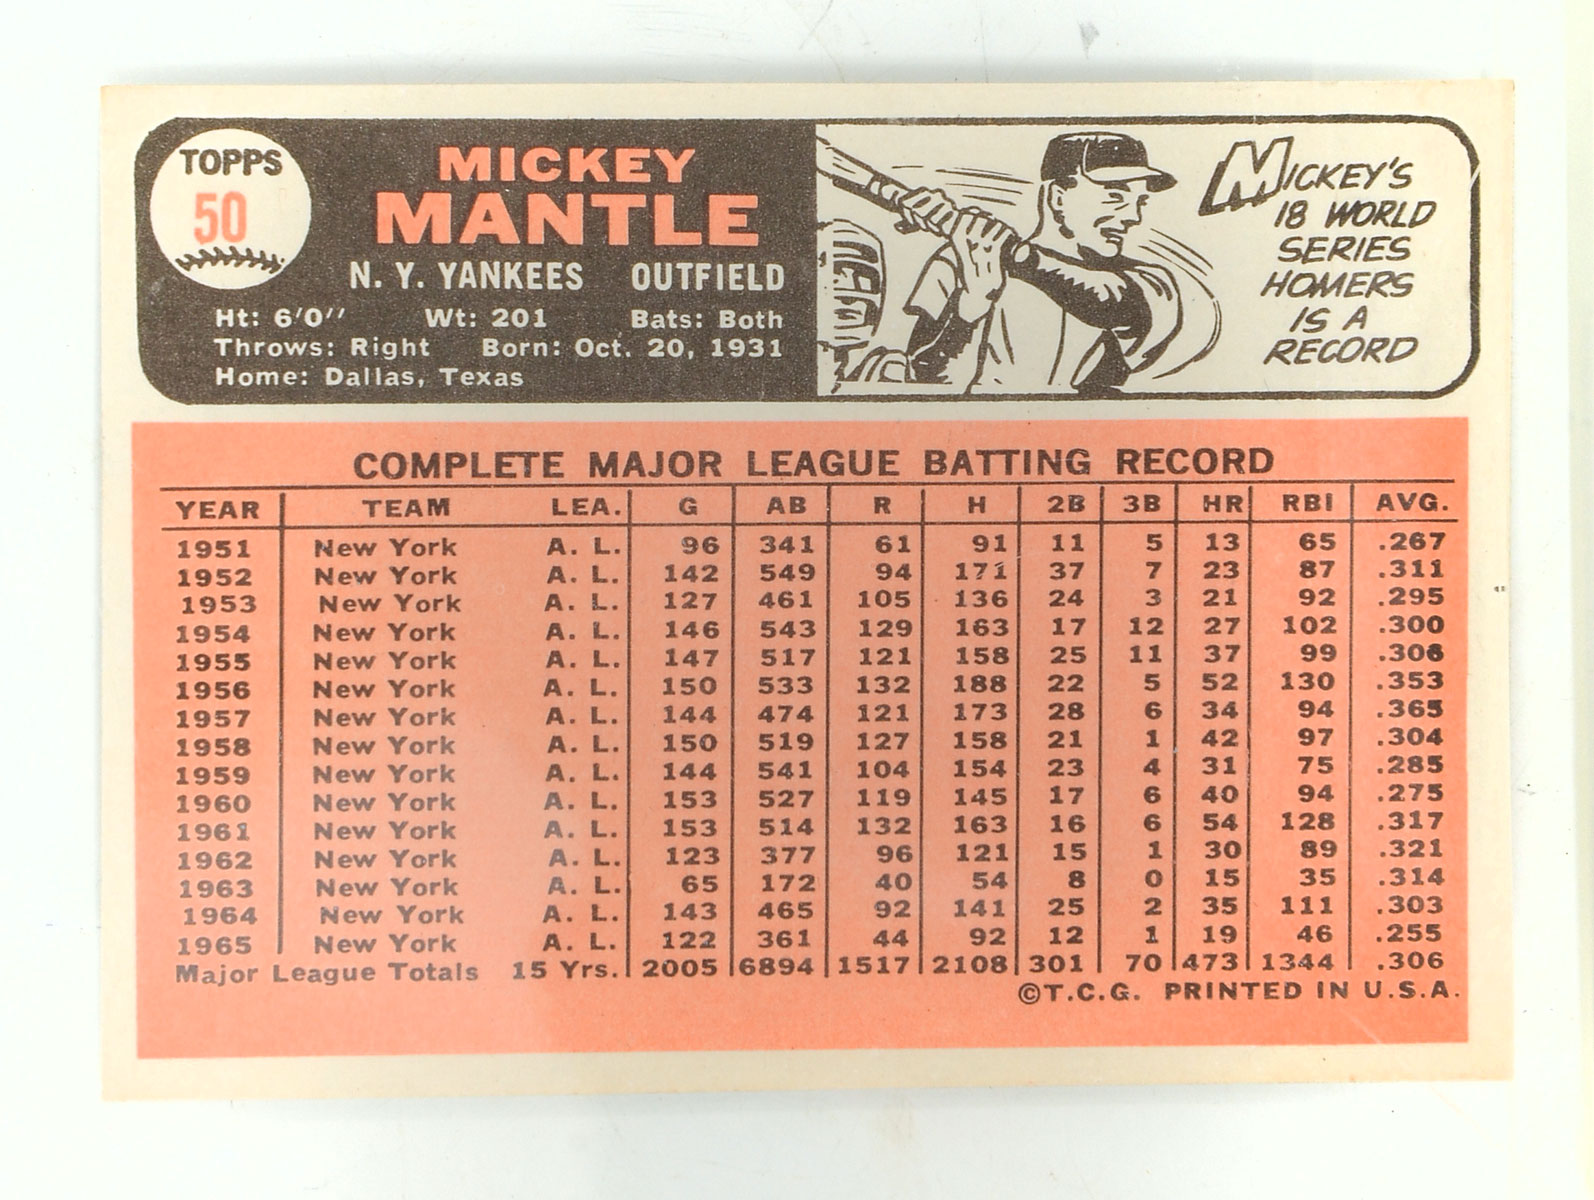 TOPPS
50
MICKEY
MANTLE
N. Y. YANKEES OUTFIELD
Ht: 6'0" Wt: 201 Bats: Both
Throws: Right Born: Oct. 20, 1931
Home: Dallas, Texas
MICKEY'S
18 WORLD
SERIES
HOMERS
IS A
RECORD
COMPLETE MAJOR LEAGUE BATTING RECORD
YEAR TEAM LEA. G AB R H 2B 3B HR RBI AVG.
1951 New York A. L. 96 341 61 91 11 5 13 65 .267
1952 New York A. L. 142 549 94 171 37 7 23 87 .311
1953 New York A. L. 127 461 105 136 24 3 21 92 .295
1954 New York A. L. 146 543 129 163 17 12 27 102 .300
1955 New York A. L. 147 517 121 158 25 11 37 99 .306
1956 New York A. L. 150 533 132 188 22 5 52 130 .353
1957 New York A. L. 144 474 121 173 28 6 34 94 .365
1958 New York A. L. 150 519 127 158 21 1 42 97 .304
1959 New York A. L. 144 541 104 154 23 4 31 75 .285
1960 New York A. L. 153 527 119 145 17 6 40 94 .275
1961 New York A. L. 153 514 132 163 16 6 54 128 .317
1962 New York A. L. 123 377 96 121 15 1 30 89 .321
1963 New York A. L. 65 172 40 54 8 0 15 35 .314
1964 New York A. L. 143 465 92 141 25 2 35 111 .303
1965 New York A. L. 122 361 44 92 12 1 19 46 .255
Major League Totals 15 Yrs. 2005 6894 1517 2108 301 70 473 1344 .306
©T.C.G. PRINTED IN U.S.A.